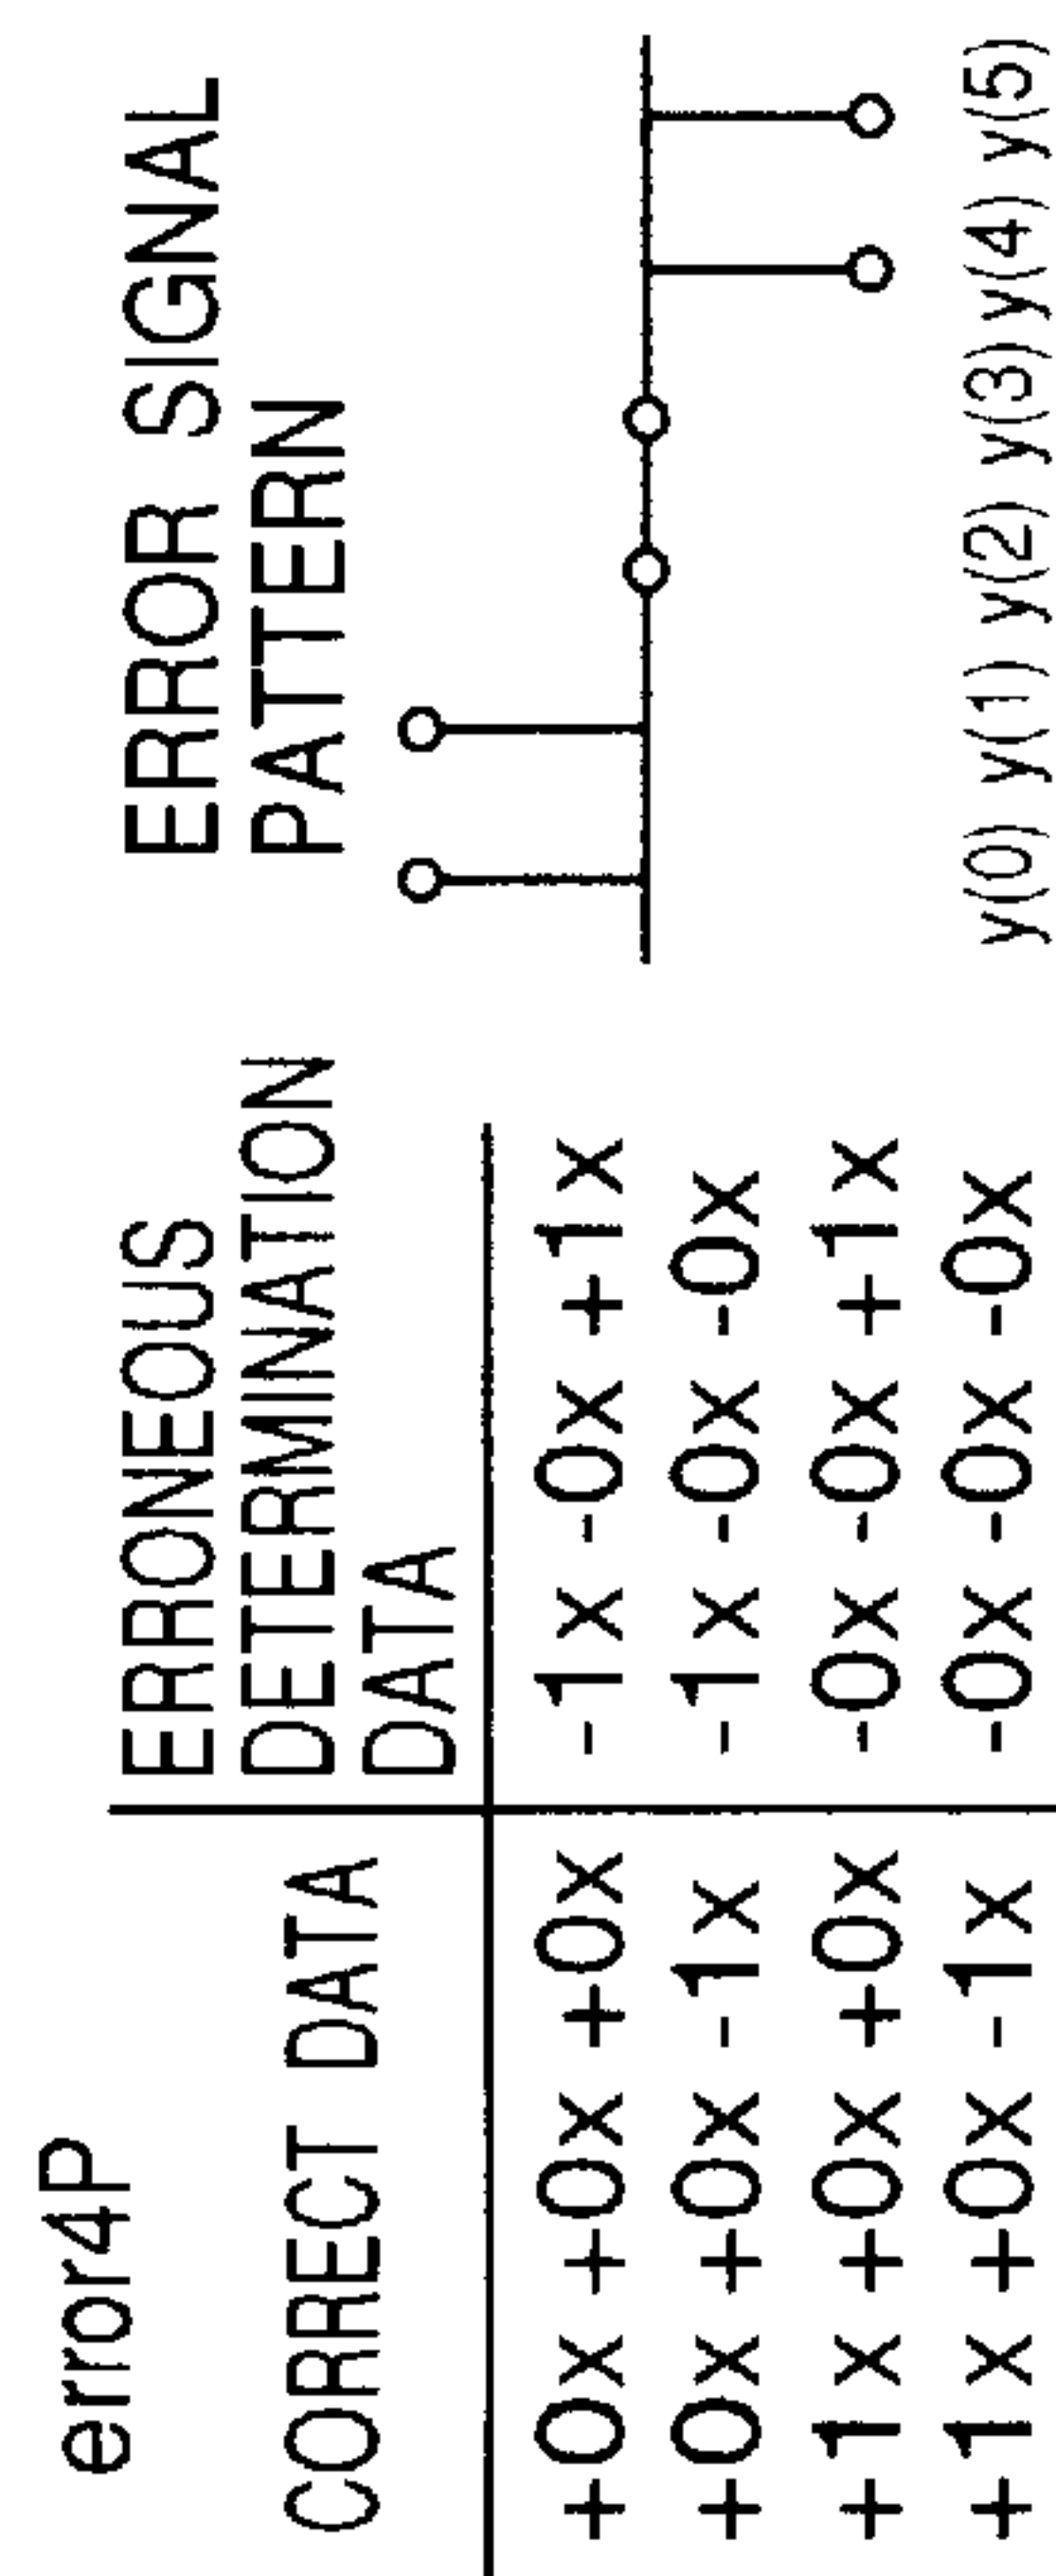 error4P
CORRECT DATA
ERRONEOUS
DETERMINATION
DATA
+0x +0x +0x -1x -0x +1x
+0x +0x -1x -1x -0x -0x
+1x +0x +0x -0x -0x +1x
+1x +0x -1x -0x -0x -0x
ERROR SIGNAL
PATTERN
y(0) y(1) y(2) y(3) y(4) y(5)